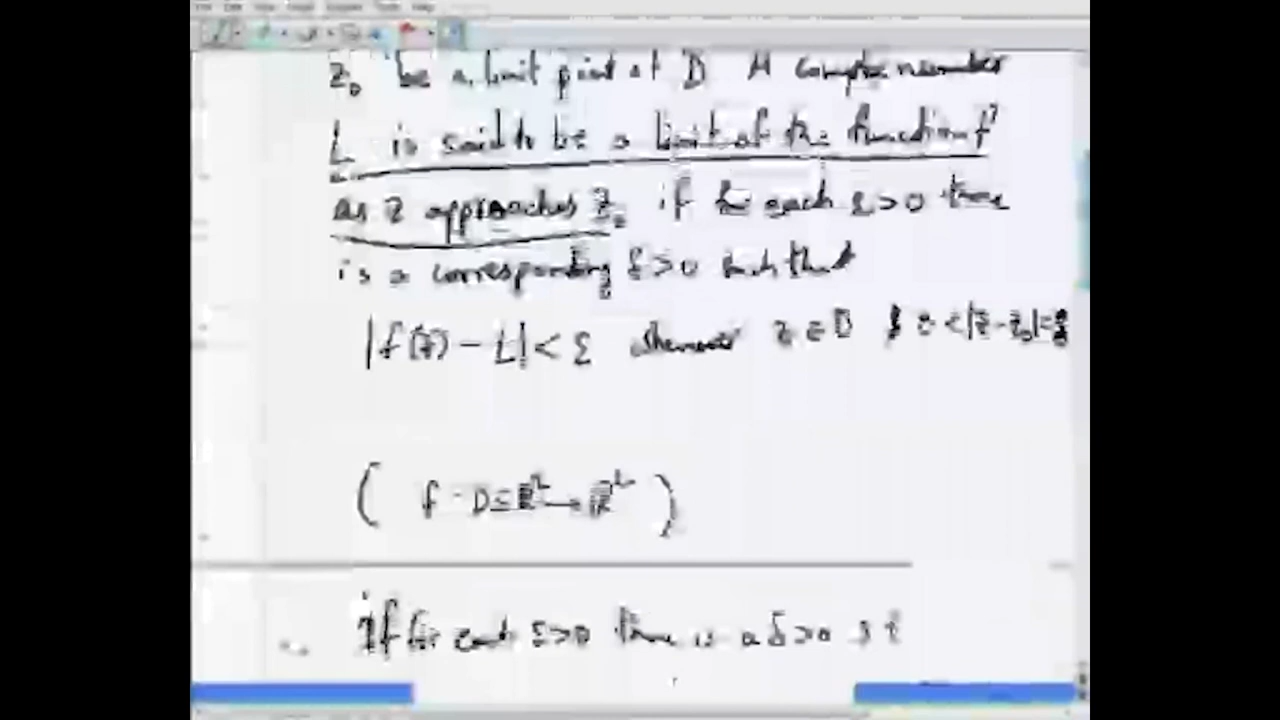 z₀ be a limit point of D A complex number
L is said to be a limit of the function f
as z approaches z₀ if for each ε>0 there
is a corresponding δ>0 such that
|f(z) - L| < ε whenever z ∈ D & 0 < |z - z₀| <
( f : D ⊆ ℝ² → ℝ² )
If for each ε>0 there is a δ>0 s t